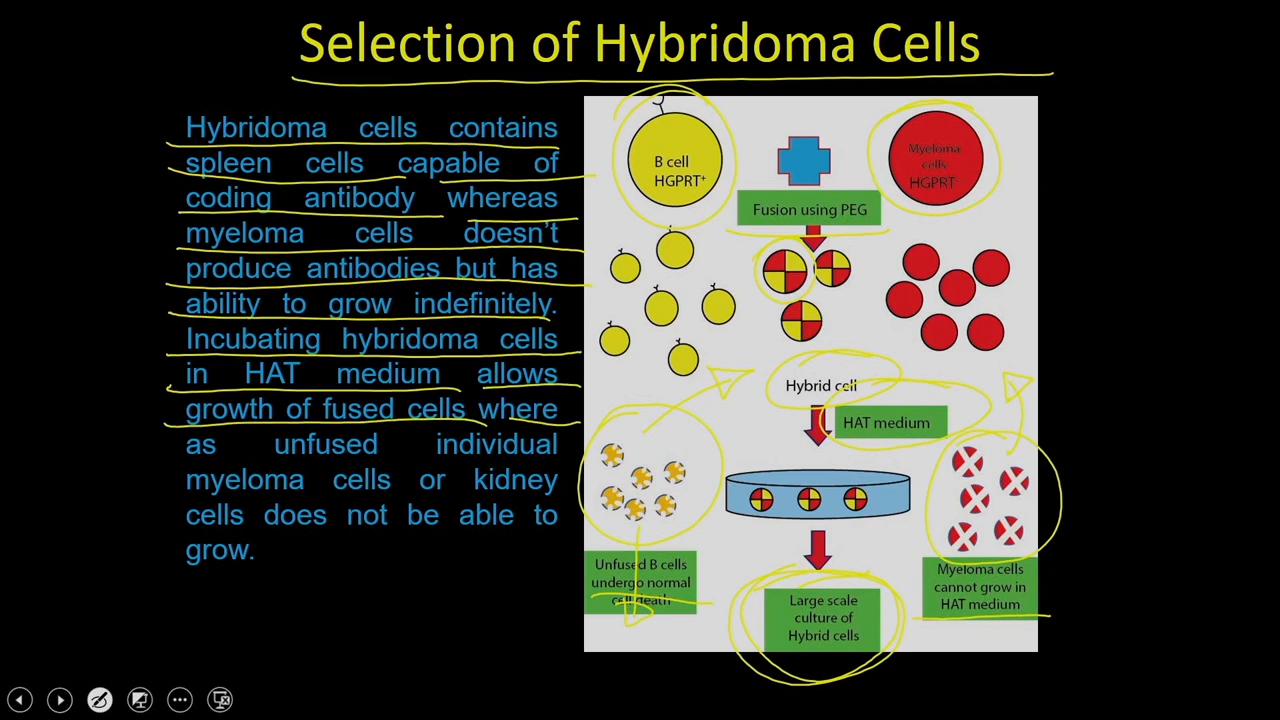 Selection of Hybridoma Cells
Hybridoma cells contains
spleen cells capable of
coding antibody whereas
myeloma cells doesn't
produce antibodies but has
ability to grow indefinitely.
Incubating hybridoma cells
in HAT medium allows
growth of fused cells where
as unfused individual
myeloma cells or kidney
cells does not be able to
grow.
B cell
HGPRT⁺
Myeloma
cells
HGPRT⁻
Fusion using PEG
Hybrid cell
HAT medium
Unfused B cells
undergo normal
cell death
Large scale
culture of
Hybrid cells
Myeloma cells
cannot grow in
HAT medium